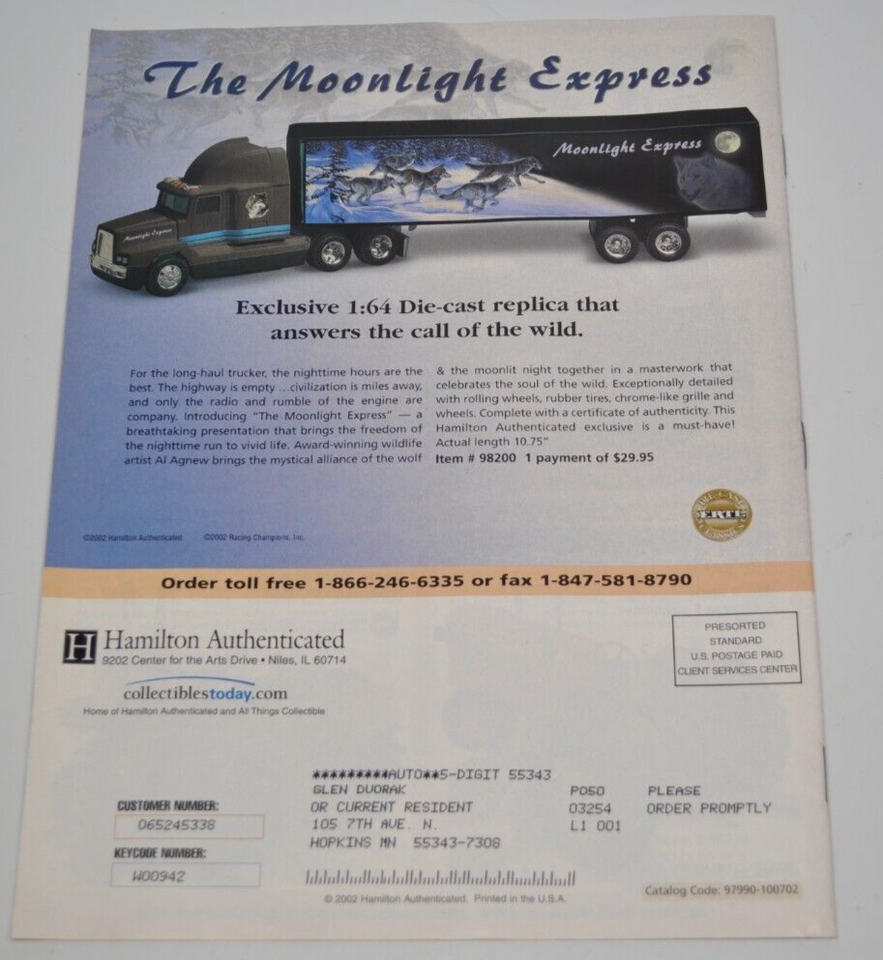 The Moonlight Express
Moonlight Express
Moonlight Express
Exclusive 1:64 Die-cast replica that
answers the call of the wild.
For the long-haul trucker, the nighttime hours are the
best. The highway is empty ...civilization is miles away,
and only the radio and rumble of the engine are
company. Introducing "The Moonlight Express" — a
breathtaking presentation that brings the freedom of
the nighttime run to vivid life. Award-winning wildlife
artist Al Agnew brings the mystical alliance of the wolf
& the moonlit night together in a masterwork that
celebrates the soul of the wild. Exceptionally detailed
with rolling wheels, rubber tires, chrome-like grille and
wheels. Complete with a certificate of authenticity. This
Hamilton Authenticated exclusive is a must-have!
Actual length 10.75"
Item # 98200 1 payment of $29.95
DIE CAST
ERTL
©2002 Hamilton Authenticated ©2002 Racing Champions, Inc.
Order toll free 1-866-246-6335 or fax 1-847-581-8790
H Hamilton Authenticated
9202 Center for the Arts Drive • Niles, IL 60714
collectiblestoday.com
Home of Hamilton Authenticated and All Things Collectible
PRESORTED
STANDARD
U.S. POSTAGE PAID
CLIENT SERVICES CENTER
CUSTOMER NUMBER:
065245338
KEYCODE NUMBER:
W00942
*********AUTO**5-DIGIT 55343
GLEN DUORAK
OR CURRENT RESIDENT
105 7TH AVE. N.
HOPKINS MN 55343-7308
P050
03254
L1 001
PLEASE
ORDER PROMPTLY
© 2002 Hamilton Authenticated. Printed in the U.S.A.
Catalog Code: 97990-100702